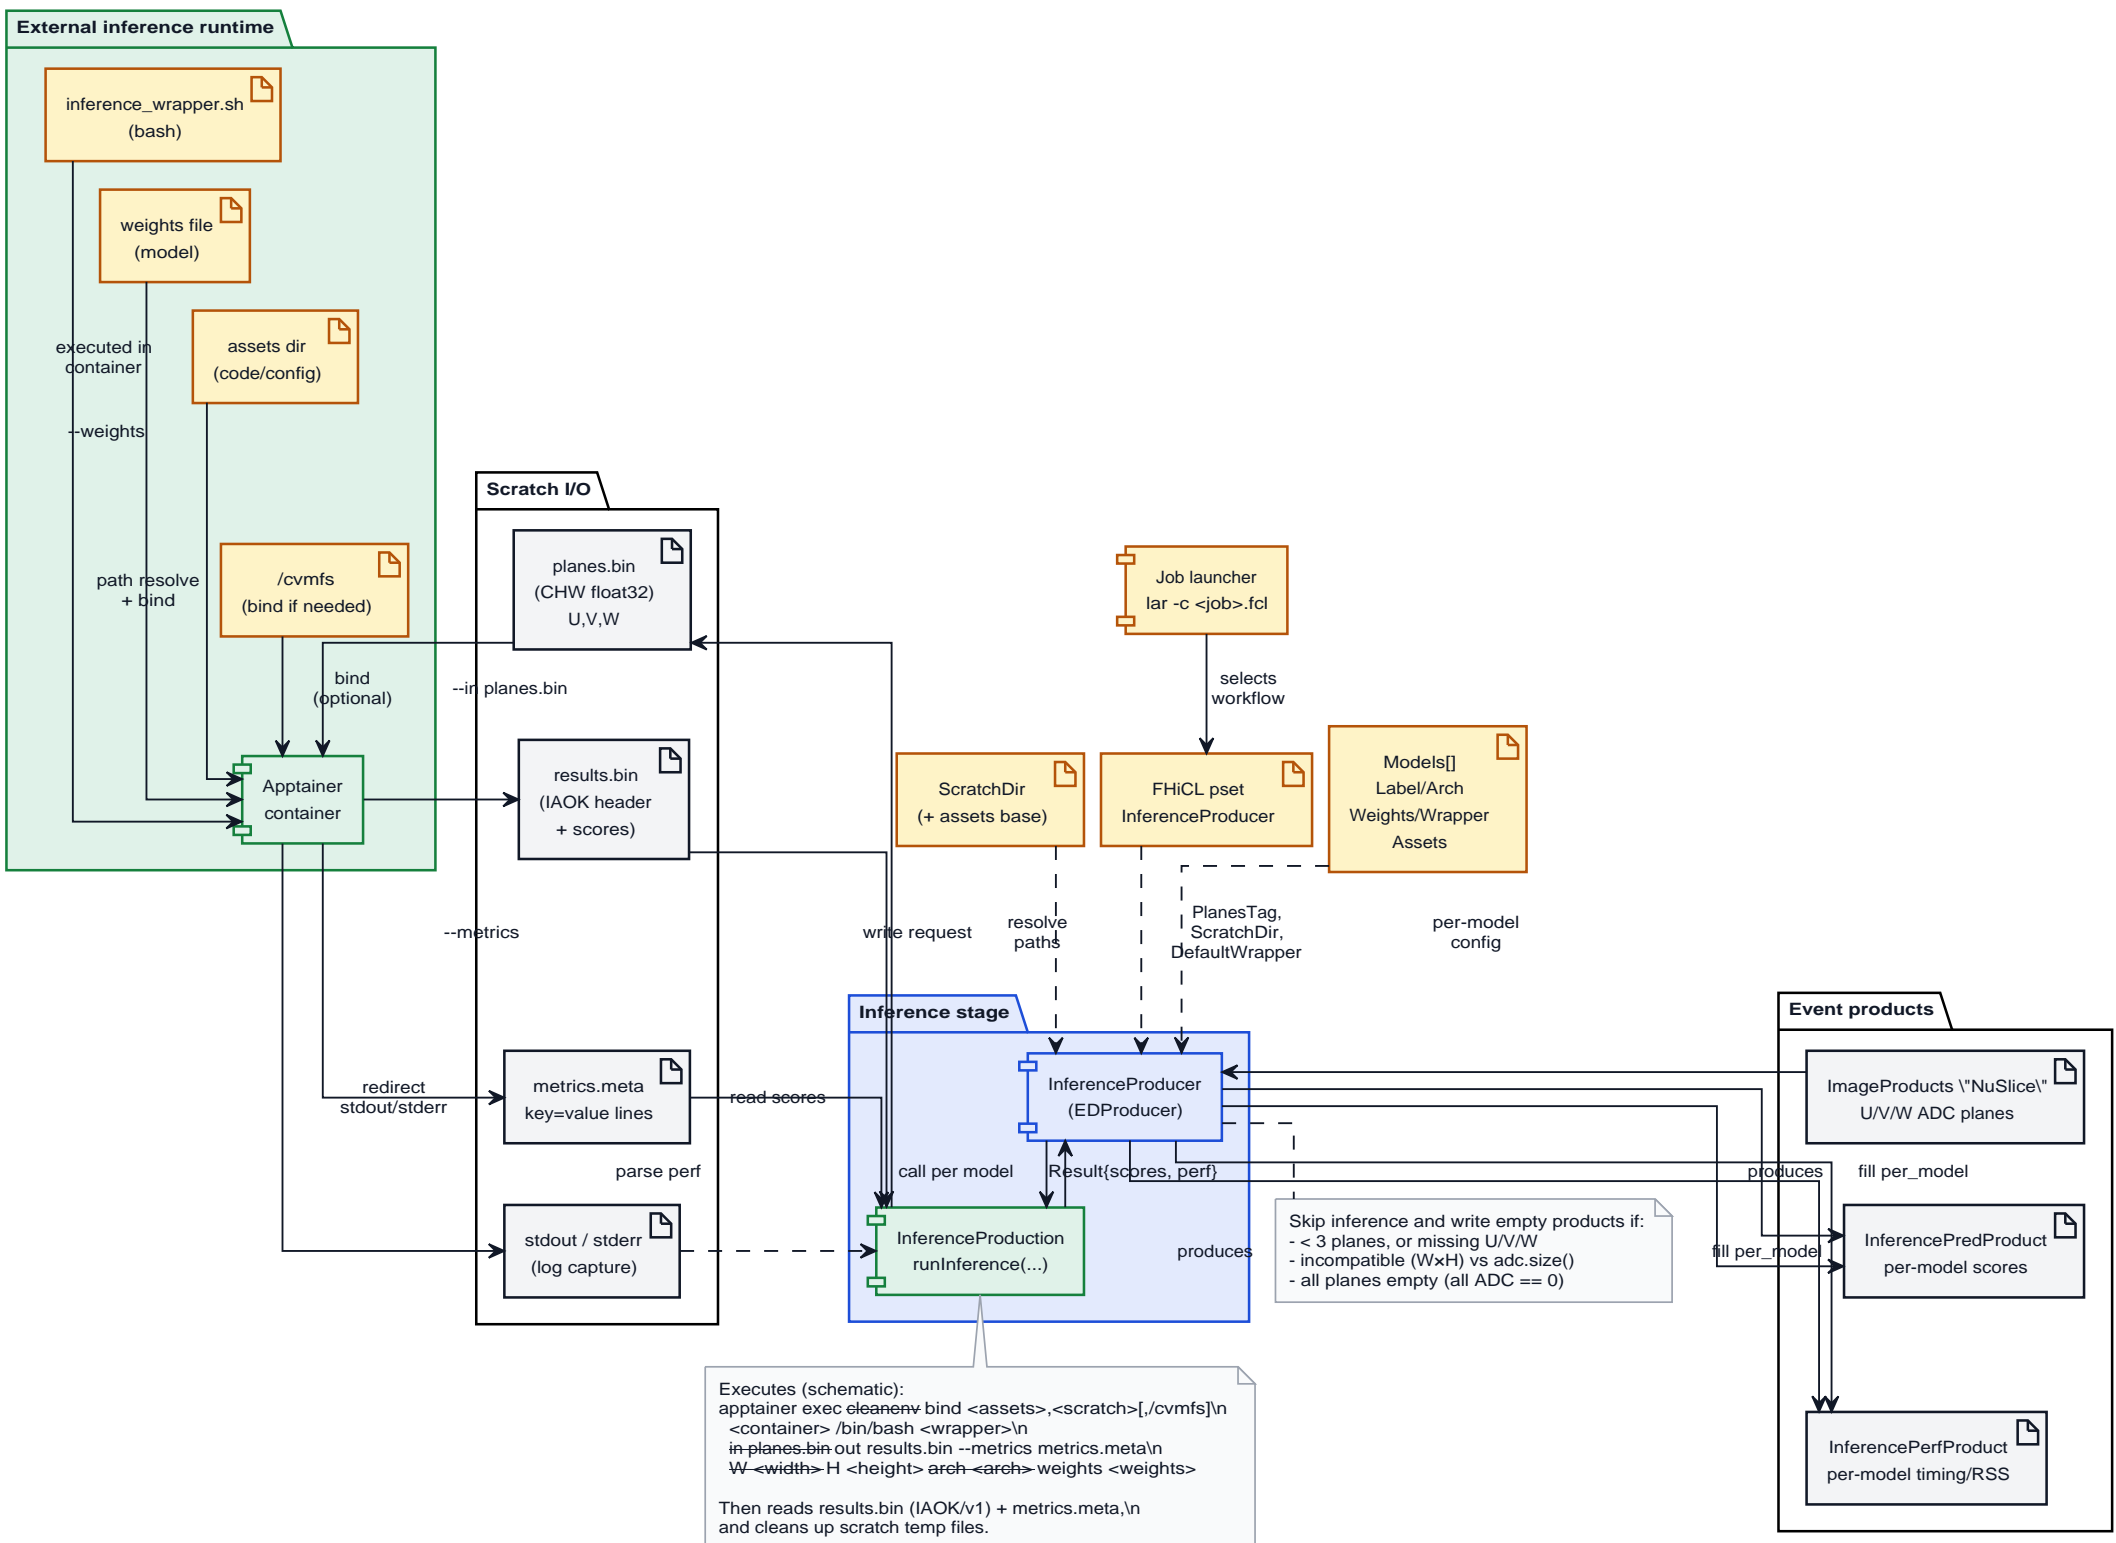 External inference runtime
inference_wrapper.sh
(bash)
weights file
(model)
executed in
container
assets dir
(code/config)
--weights
path resolve
+ bind
/cvmfs
(bind if needed)
bind
(optional)
Apptainer
container
Scratch I/O
planes.bin
(CHW float32)
U,V,W
--in planes.bin
results.bin
(IAOK header
+ scores)
--metrics
redirect
stdout/stderr
metrics.meta
key=value lines
read scores
parse perf
stdout / stderr
(log capture)
Job launcher
lar -c <job>.fcl
selects
workflow
ScratchDir
(+ assets base)
FHiCL pset
InferenceProducer
Models[]
Label/Arch
Weights/Wrapper
Assets
write request
resolve
paths
PlanesTag,
ScratchDir,
DefaultWrapper
per-model
config
Inference stage
InferenceProducer
(EDProducer)
call per model
Result{scores, perf}
InferenceProduction
runInference(...)
produces
Skip inference and write empty products if:
- < 3 planes, or missing U/V/W
- incompatible (W×H) vs adc.size()
- all planes empty (all ADC == 0)
Event products
ImageProducts \"NuSlice\"
U/V/W ADC planes
produces
fill per_model
fill per_model
InferencePredProduct
per-model scores
InferencePerfProduct
per-model timing/RSS
Executes (schematic):
apptainer exec cleanenv bind <assets>,<scratch>[,/cvmfs]\n
<container> /bin/bash <wrapper>\n
in planes.bin out results.bin --metrics metrics.meta\n
W <width> H <height> arch <arch> weights <weights>
Then reads results.bin (IAOK/v1) + metrics.meta,\n
and cleans up scratch temp files.